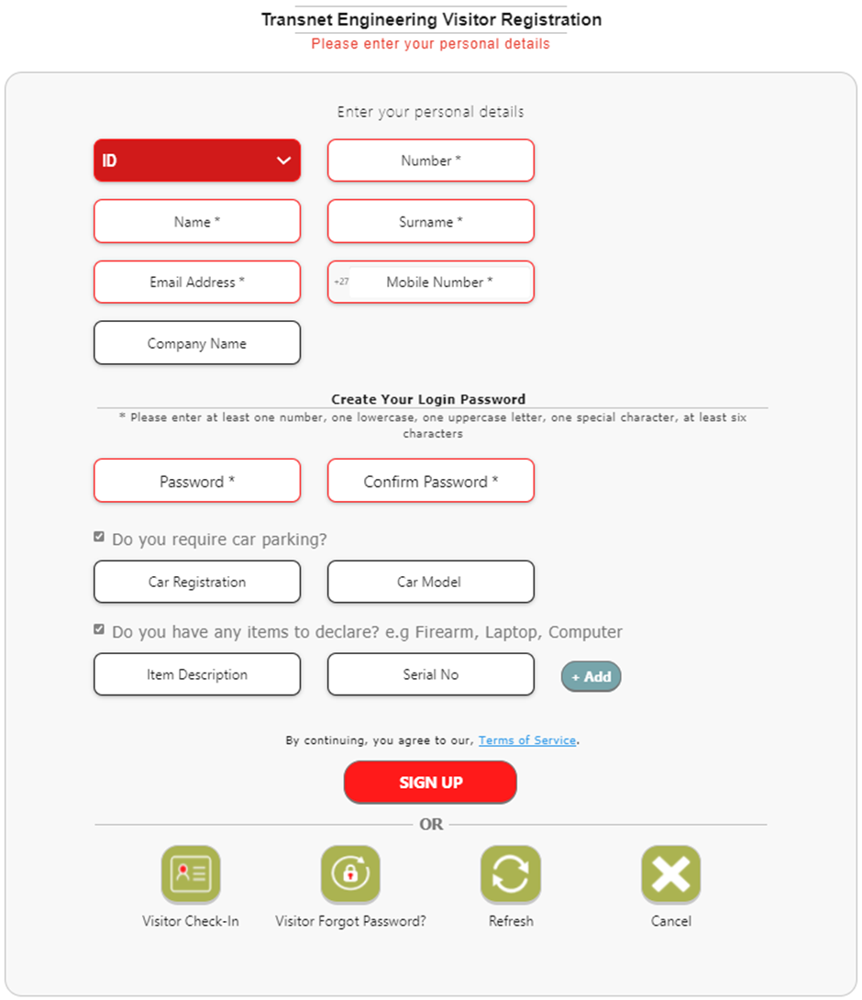 Transnet Engineering Visitor Registration
Please enter your personal details
Enter your personal details
ID
Number *
Name *
Surname *
Email Address *
+27 Mobile Number *
Company Name
Create Your Login Password
* Please enter at least one number, one lowercase, one uppercase letter, one special character, at least six
characters
Password *
Confirm Password *
Do you require car parking?
Car Registration
Car Model
Do you have any items to declare? e.g Firearm, Laptop, Computer
Item Description
Serial No
+ Add
By continuing, you agree to our, Terms of Service.
SIGN UP
OR
Visitor Check-In
Visitor Forgot Password?
Refresh
Cancel